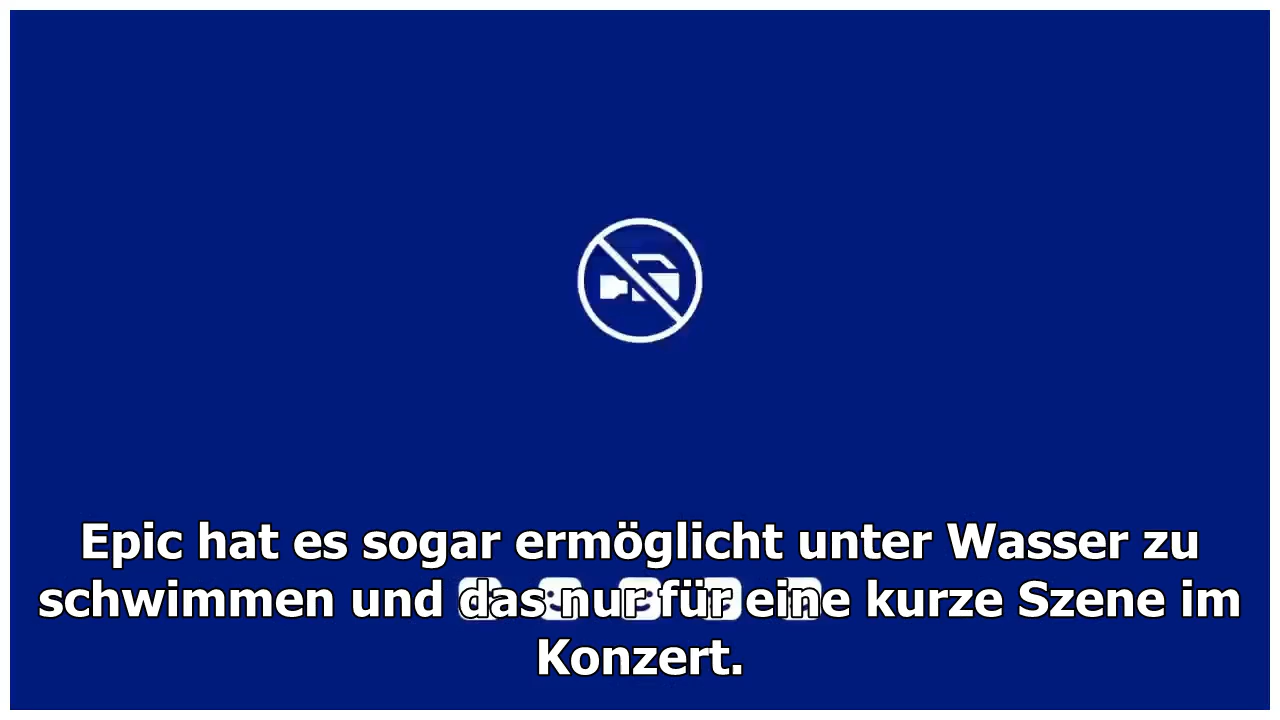 Epic hat es sogar ermöglicht unter Wasser zu
schwimmen und das nur für eine kurze Szene im
Konzert.